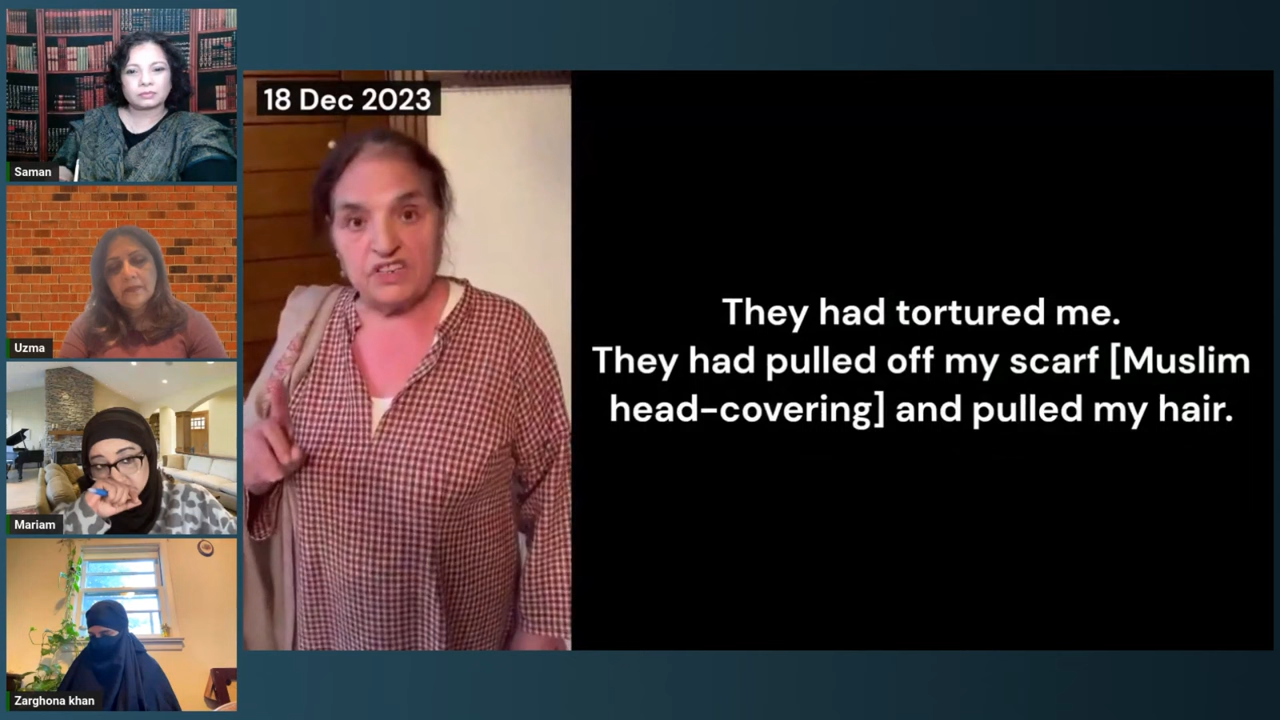 Saman
Uzma
Mariam
Zarghona khan
18 Dec 2023
They had tortured me.
They had pulled off my scarf [Muslim
head-covering] and pulled my hair.